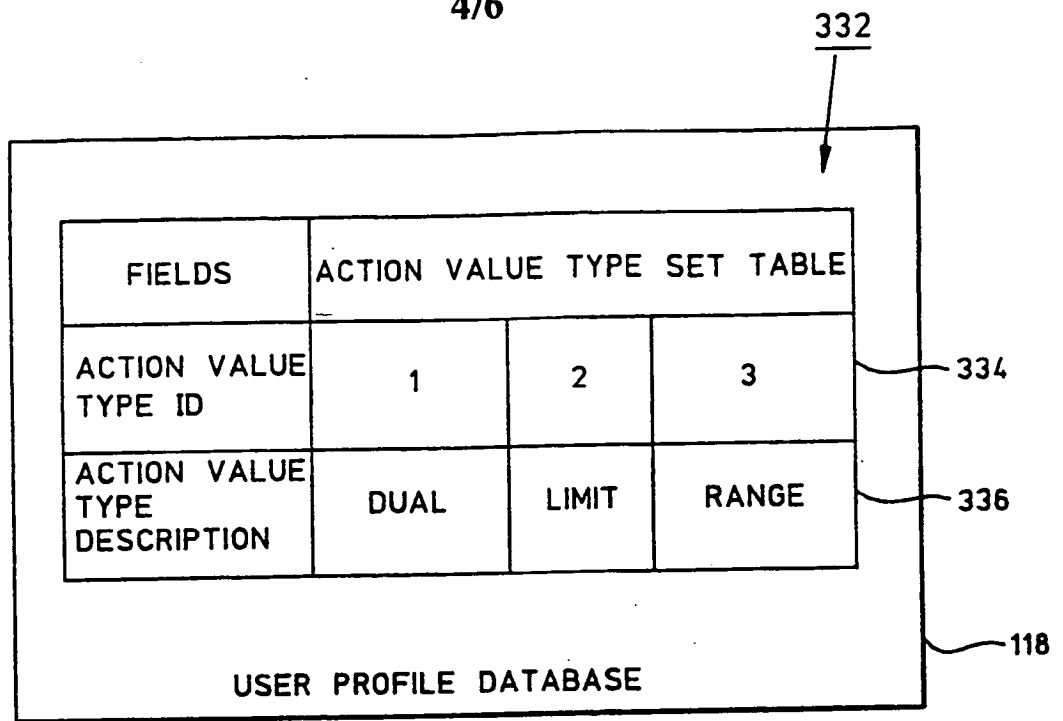 4/6
332
FIELDS
ACTION VALUE TYPE SET TABLE
ACTION VALUE
TYPE ID
1
2
3
334
ACTION VALUE
TYPE
DESCRIPTION
DUAL
LIMIT
RANGE
336
118
USER PROFILE DATABASE